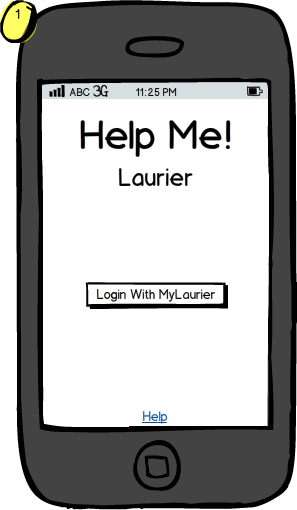 1
ABC 3G 11:25 PM
Help Me!
Laurier
Login With MyLaurier
Help